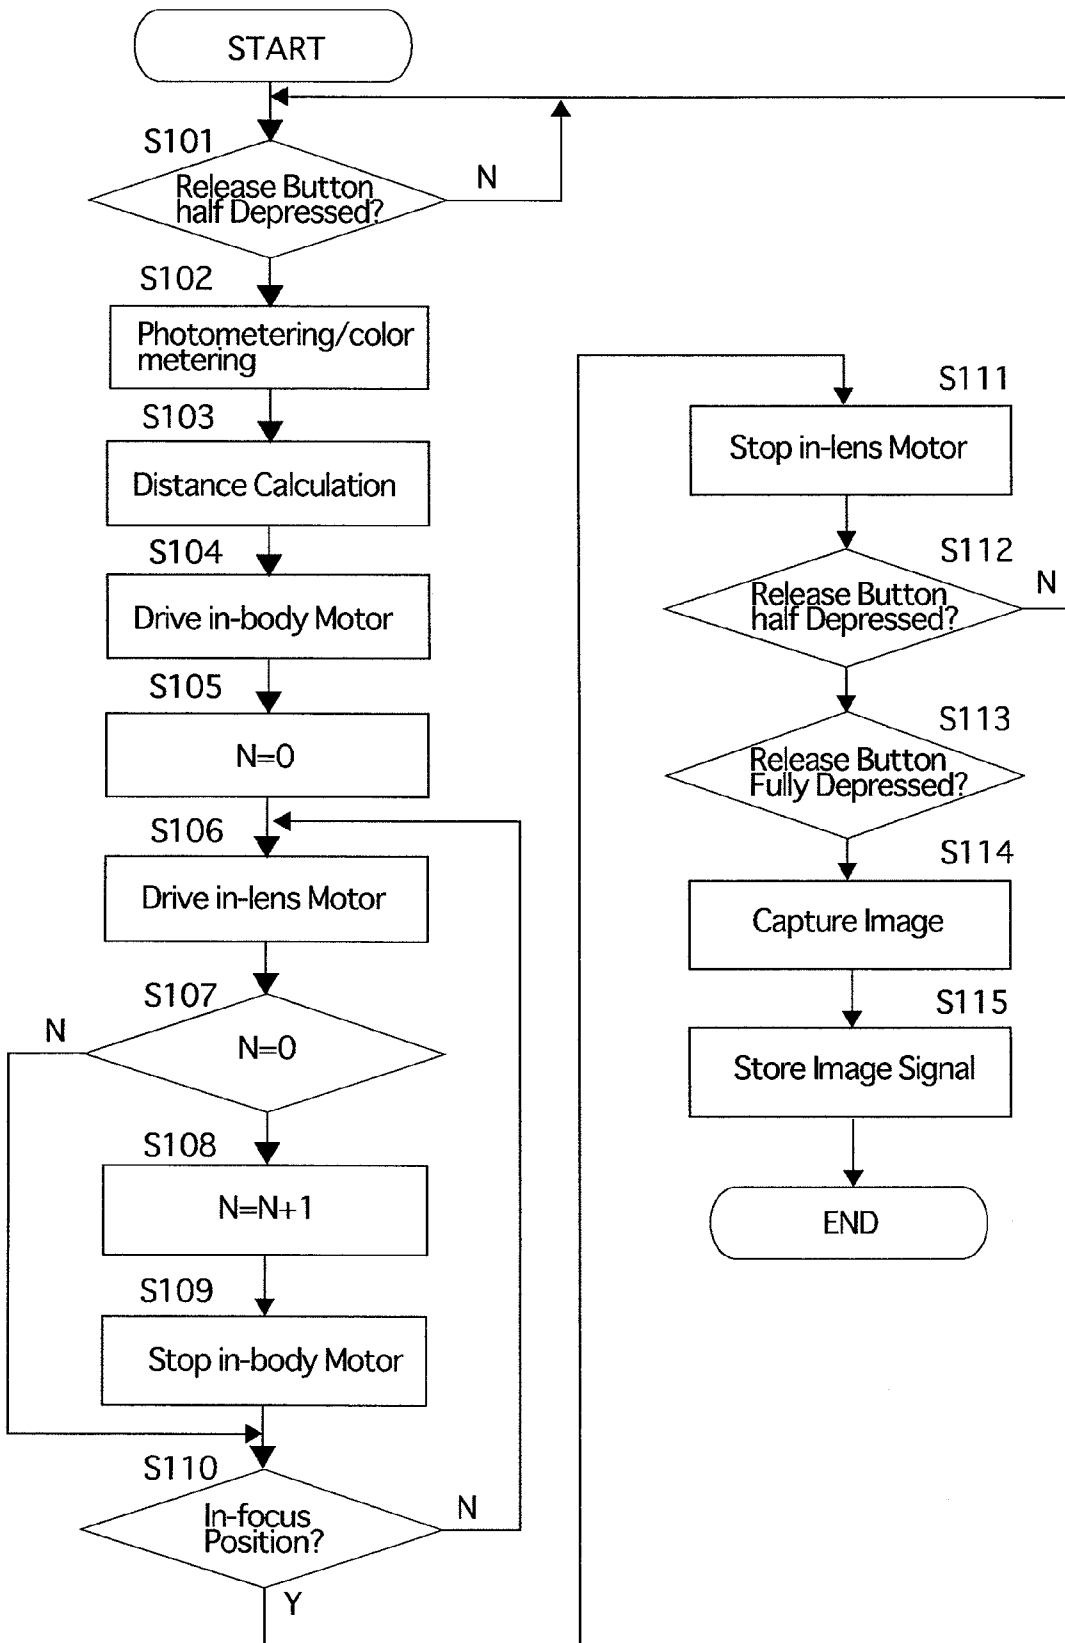 START
S101
Release Button
half Depressed?
N
S102
Photometering/color
metering
S103
Distance Calculation
S104
Drive in-body Motor
S105
N=0
S106
Drive in-lens Motor
S107
N
N=0
S108
N=N+1
S109
Stop in-body Motor
S110
In-focus
Position?
N
Y
S111
Stop in-lens Motor
S112
Release Button
half Depressed?
N
S113
Release Button
Fully Depressed?
S114
Capture Image
S115
Store Image Signal
END